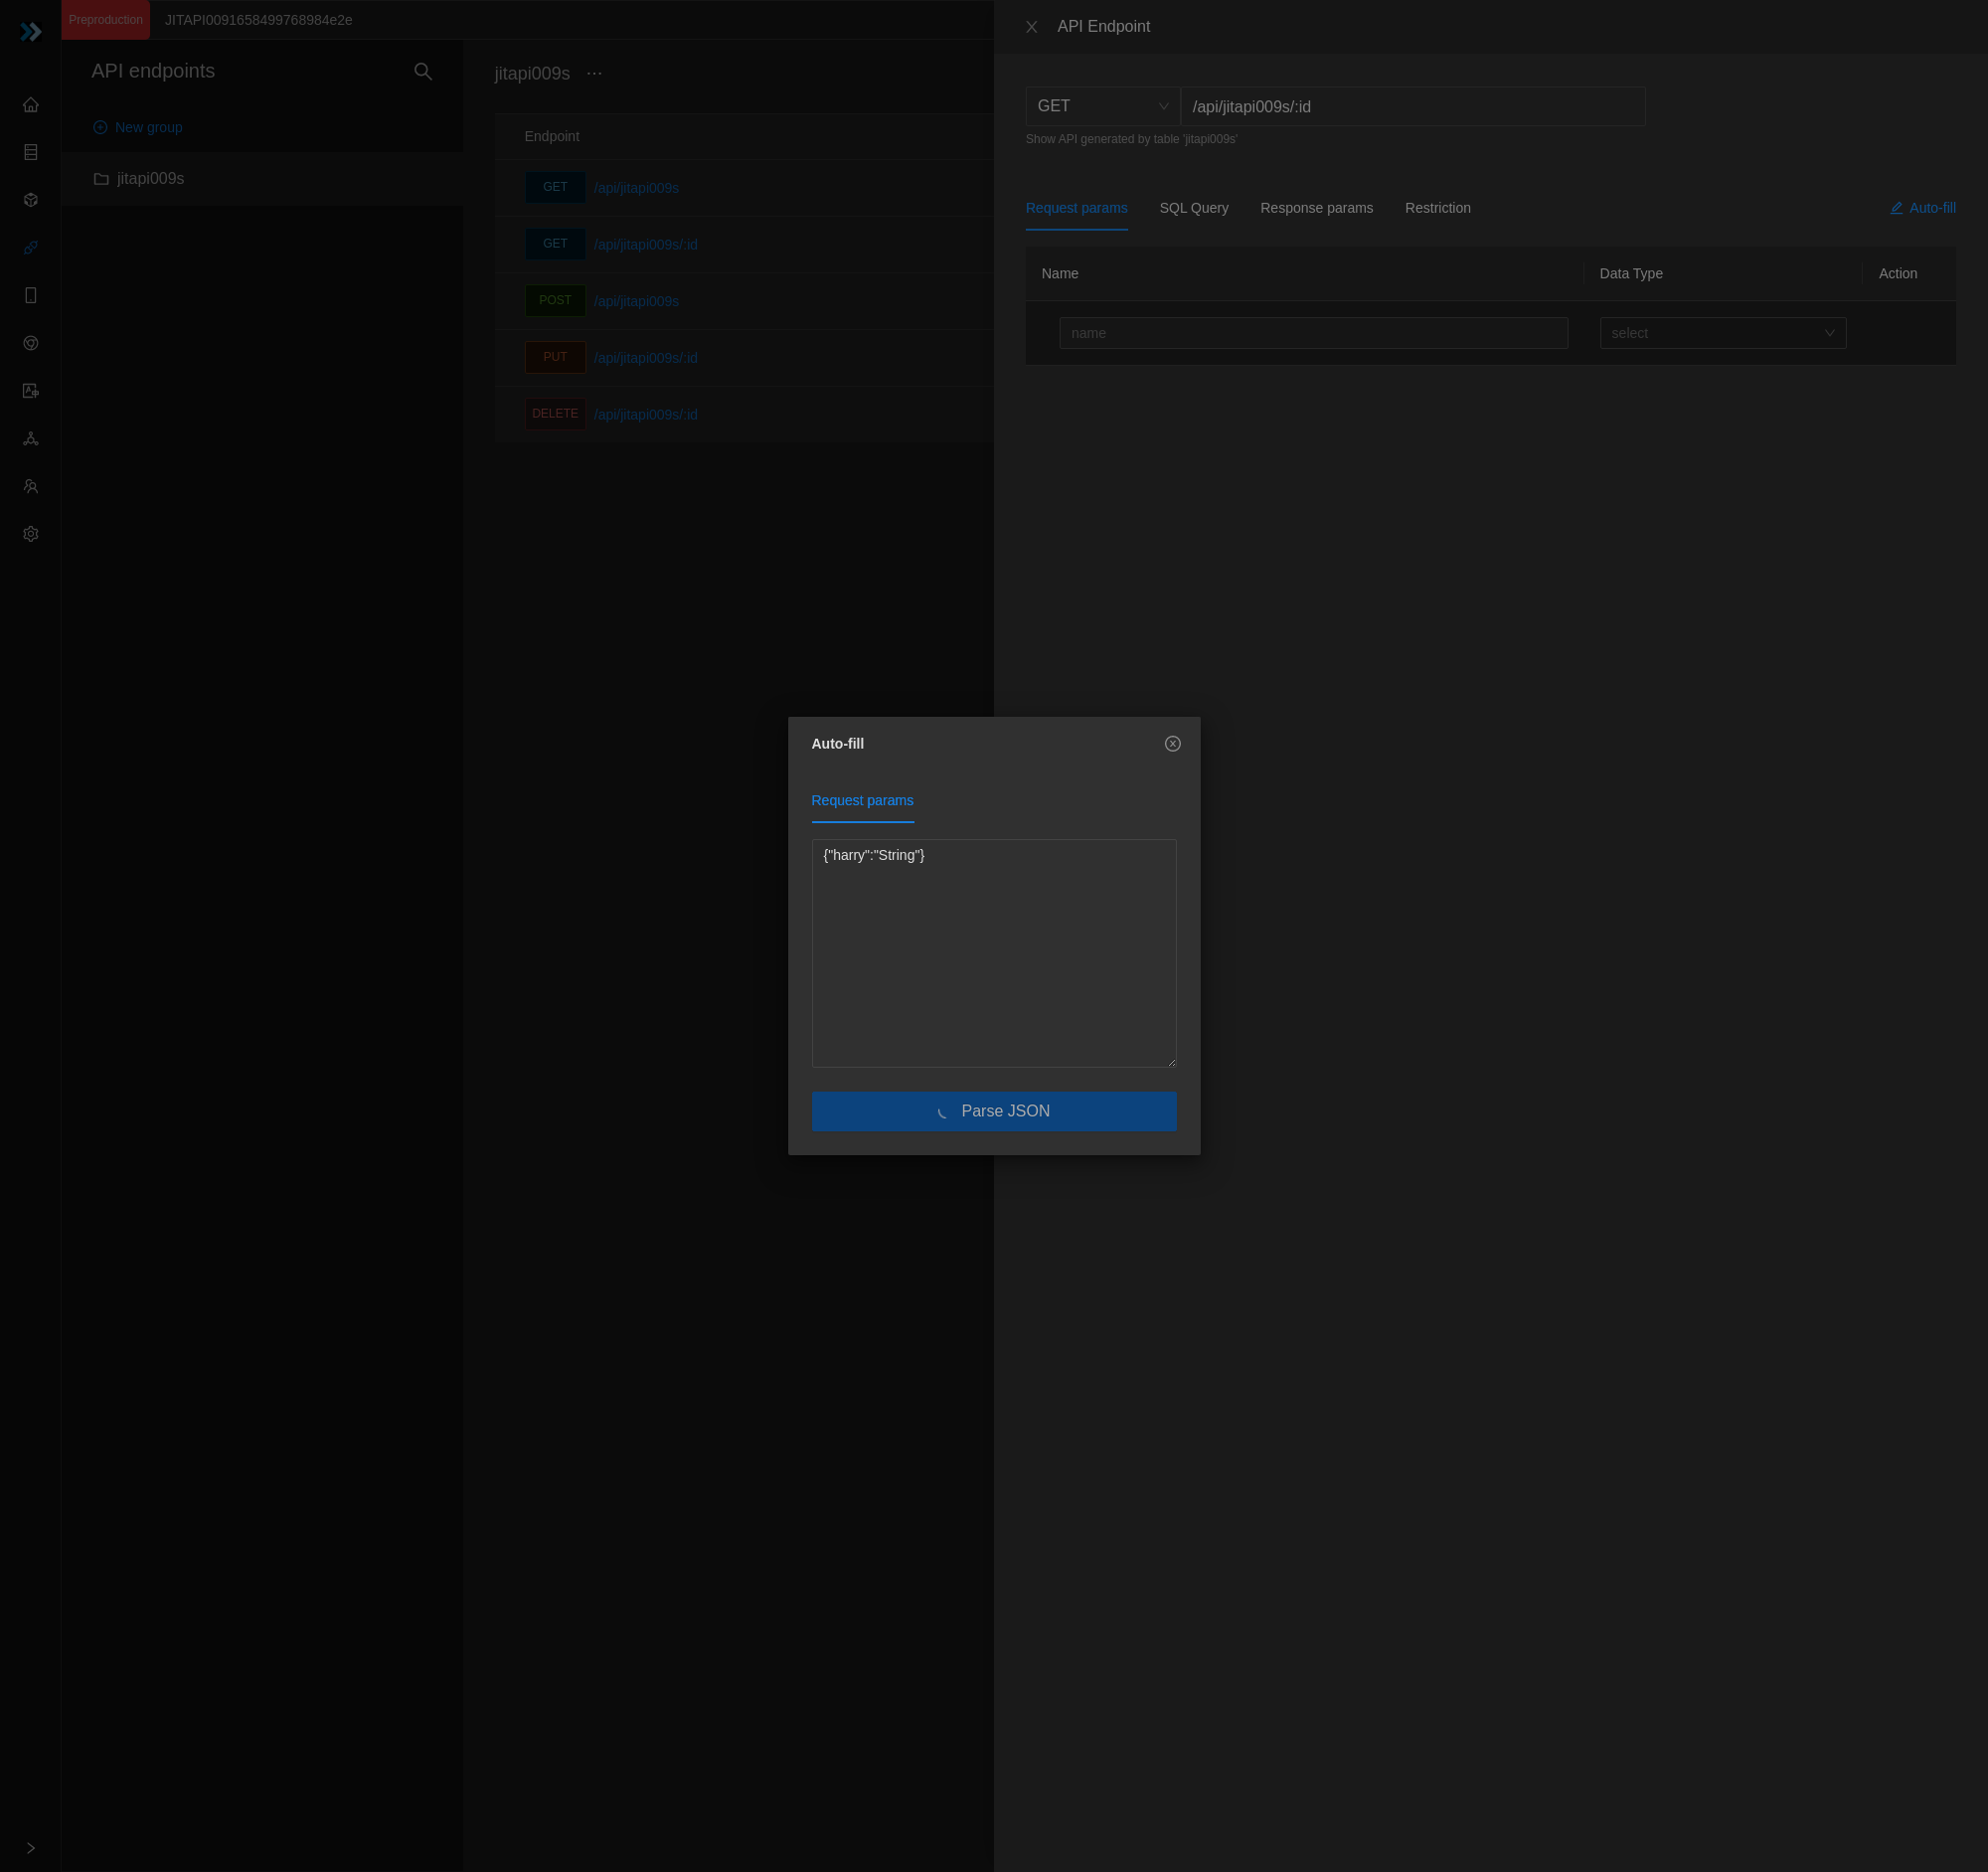 Preproduction
JITAPI0091658499768984e2e
API endpoints
New group
jitapi009s
jitapi009s ...
Endpoint
GET /api/jitapi009s
GET /api/jitapi009s/:id
POST /api/jitapi009s
PUT /api/jitapi009s/:id
DELETE /api/jitapi009s/:id
API Endpoint
GET /api/jitapi009s/:id
Show API generated by table 'jitapi009s'
Request params SQL Query Response params Restriction Auto-fill
Name Data Type Action
name select
Auto-fill
Request params
{"harry":"String"}
Parse JSON